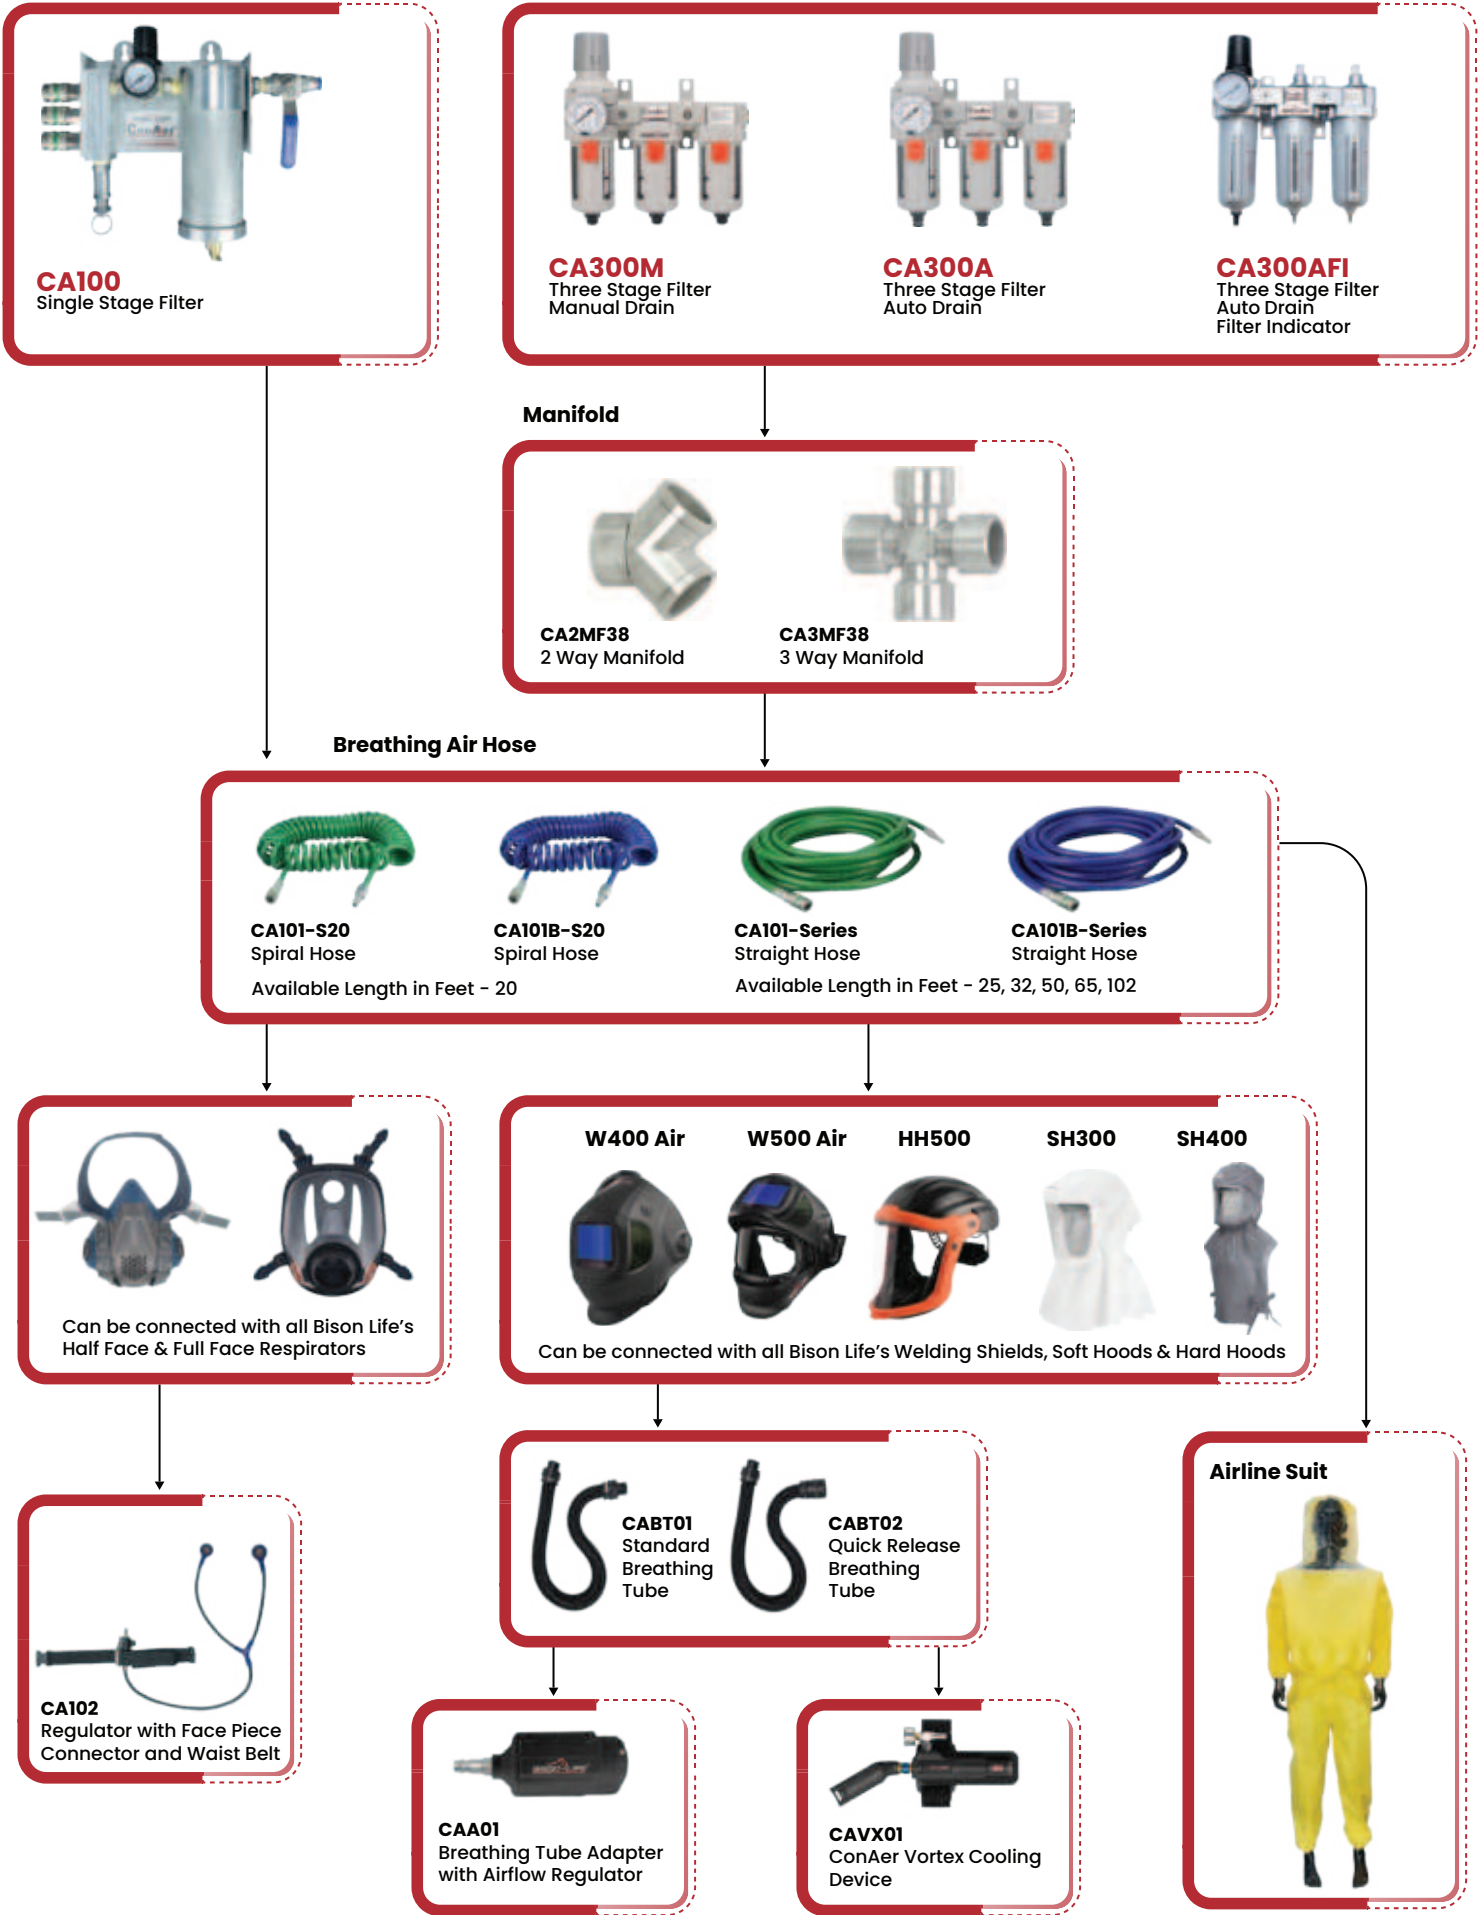 CA100
Single Stage Filter
CA300M
Three Stage Filter
Manual Drain
CA300A
Three Stage Filter
Auto Drain
CA300AFI
Three Stage Filter
Auto Drain
Filter Indicator
Manifold
CA2MF38
2 Way Manifold
CA3MF38
3 Way Manifold
Breathing Air Hose
CA101-S20
Spiral Hose
CA101B-S20
Spiral Hose
Available Length in Feet - 20
CA101-Series
Straight Hose
CA101B-Series
Straight Hose
Available Length in Feet - 25, 32, 50, 65, 102
Can be connected with all Bison Life’s
Half Face & Full Face Respirators
W400 Air
W500 Air
HH500
SH300
SH400
Can be connected with all Bison Life’s Welding Shields, Soft Hoods & Hard Hoods
CA102
Regulator with Face Piece
Connector and Waist Belt
CABT01
Standard
Breathing
Tube
CABT02
Quick Release
Breathing
Tube
Airline Suit
CAA01
Breathing Tube Adapter
with Airflow Regulator
CAVX01
ConAer Vortex Cooling
Device